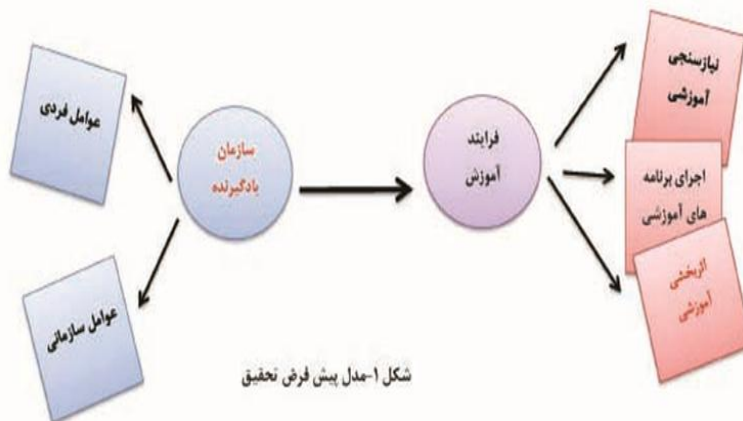 نیازسنجی
آموزشی
عوامل فردی
سازمان
یادگیرنده
فرایند
آموزش
اجرای برنامه
های آموزشی
اثربخشی
آموزشی
عوامل سازمانی
شکل ۱-مدل پیش فرض تحقیق